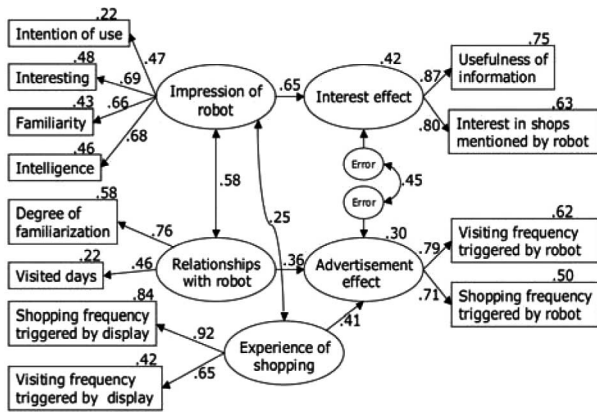 .22
Intention of use
.47
.48
Interesting
.69
.43
Familiarity
.66
.46
Intelligence
.68
Impression of
robot
.65
.42
Interest effect
.87
.75
Usefulness of
information
.80
.63
Interest in shops
mentioned by robot
Error
.45
Error
.58
.25
.58
Degree of
familiarization
.76
.22
Visited days
.46
Relationships
with robot
.36
.30
Advertisement
effect
.79
.62
Visiting frequency
triggered by robot
.71
.50
Shopping frequency
triggered by robot
.84
Shopping frequency
triggered by display
.92
.41
Experience of
shopping
.42
Visiting frequency
triggered by display
.65